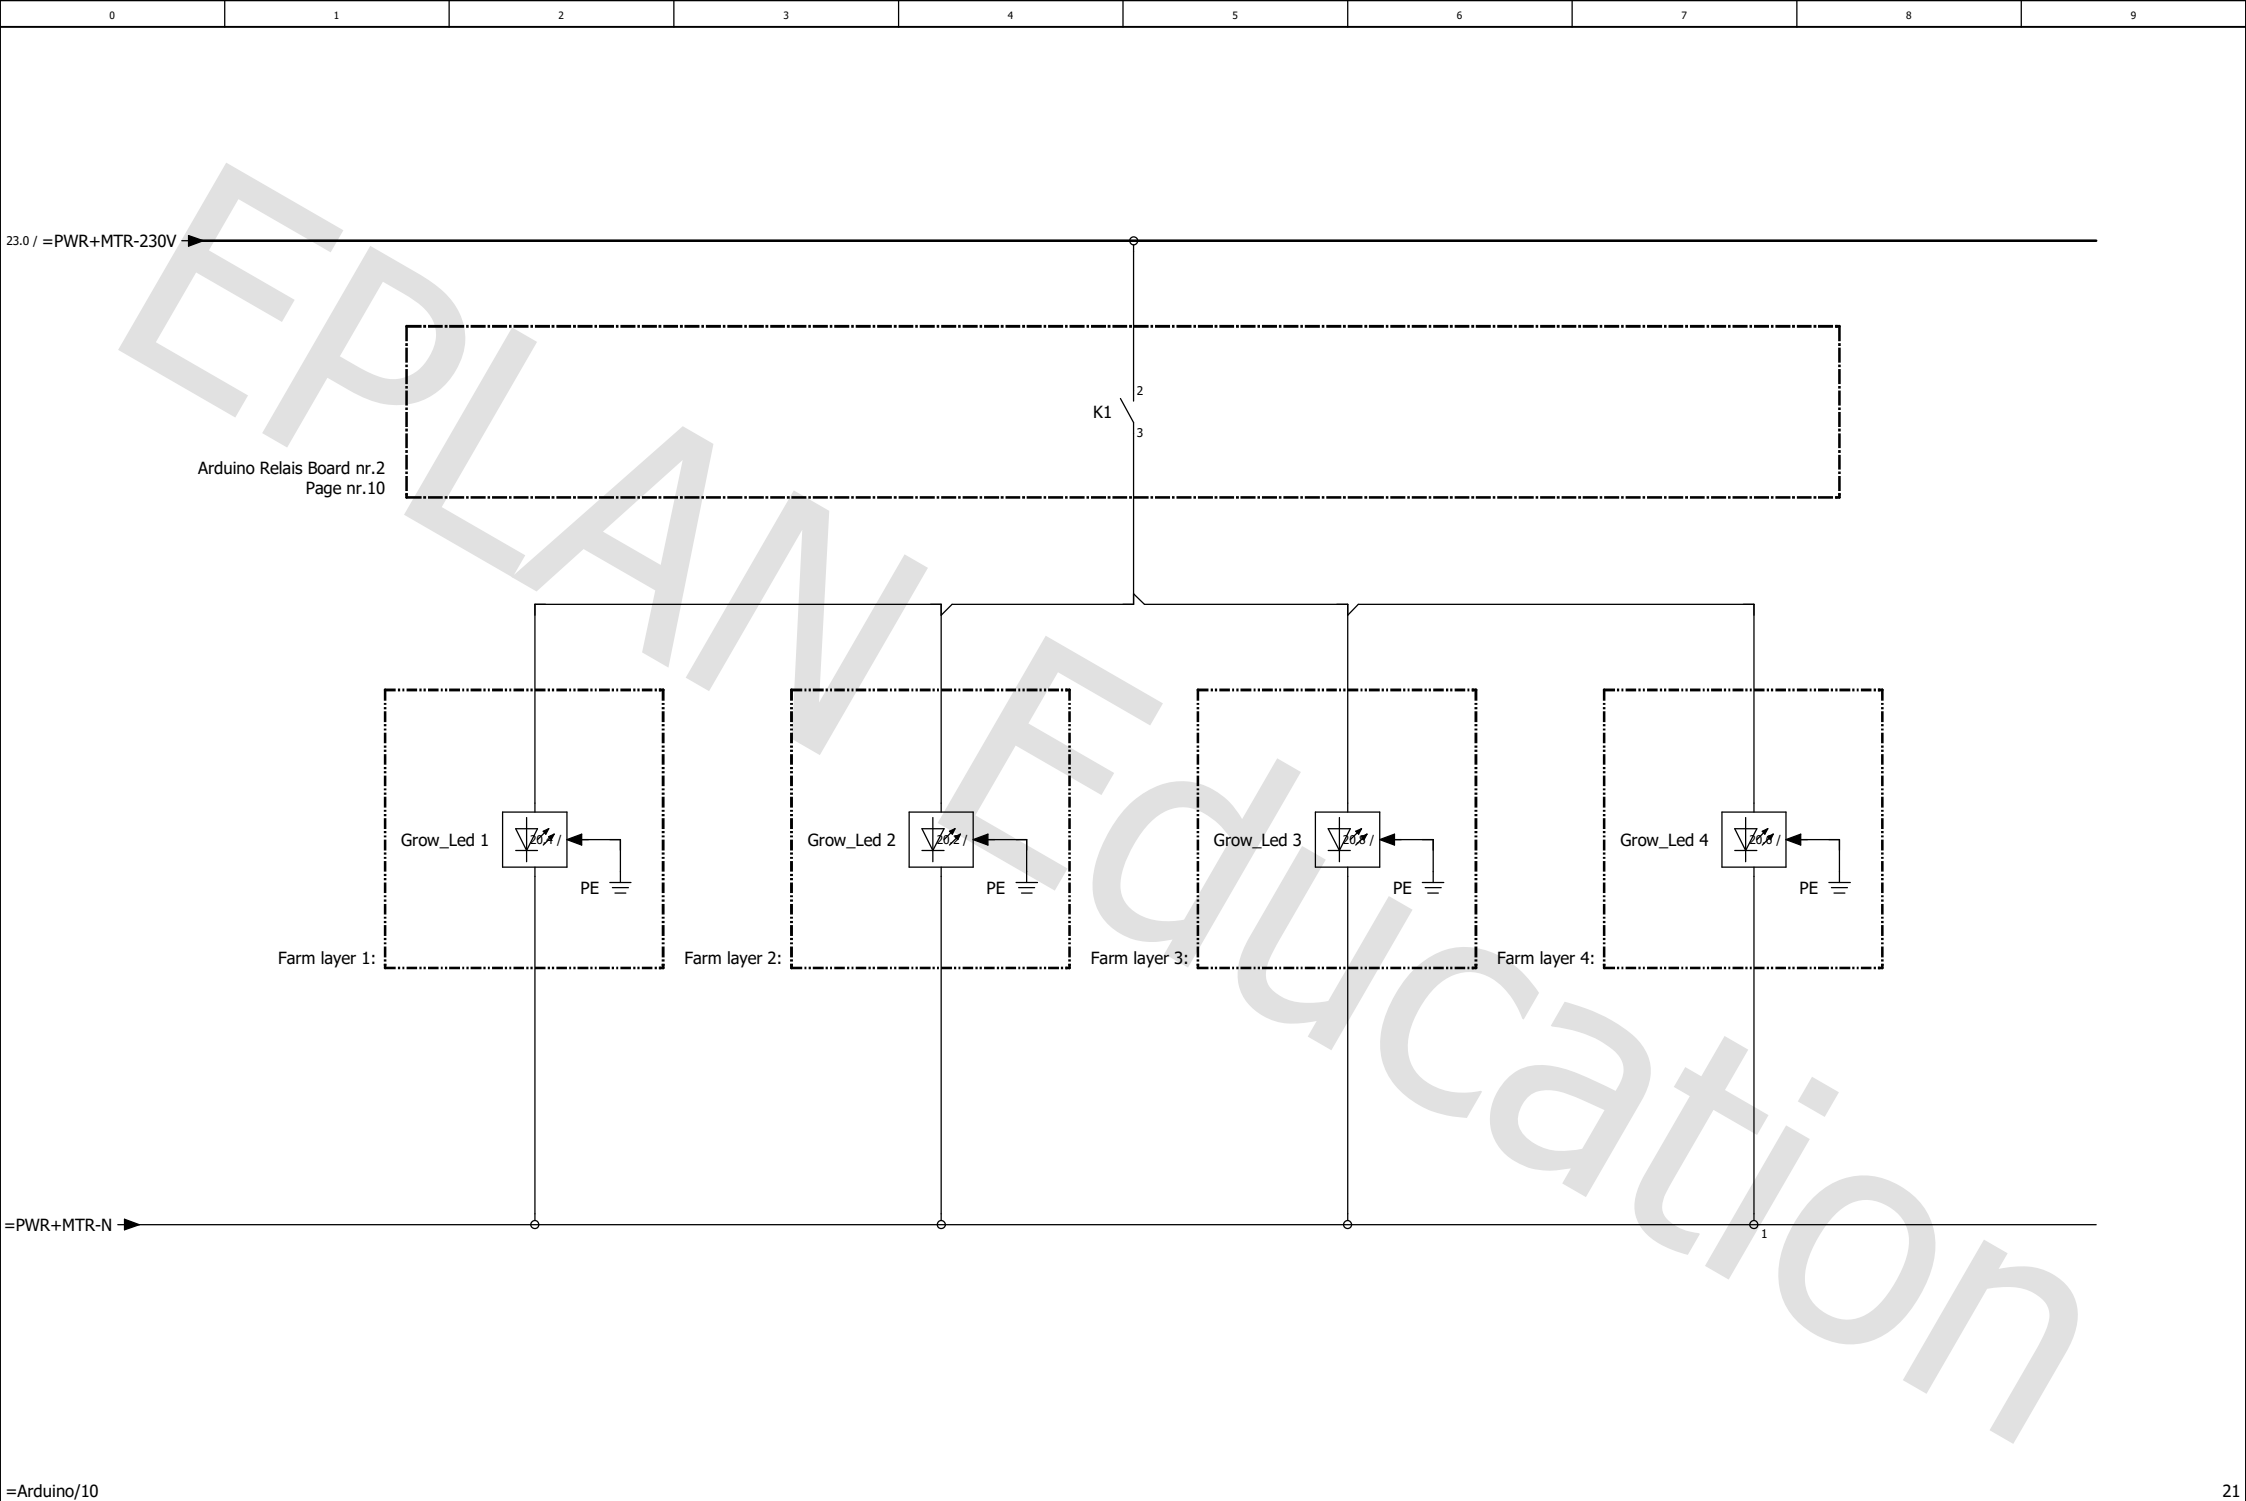 0 1 2 3 4 5 6 7 8 9
23.0 / =PWR+MTR-230V
2
K1
3
Arduino Relais Board nr.2
Page nr.10
Grow_Led 1
PE
Farm layer 1:
Grow_Led 2
20.2 /
PE
Farm layer 2:
Grow_Led 3
PE
Farm layer 3:
Grow_Led 4
PE
Farm layer 4:
=PWR+MTR-N
1
=Arduino/10
21
EPLAN Education